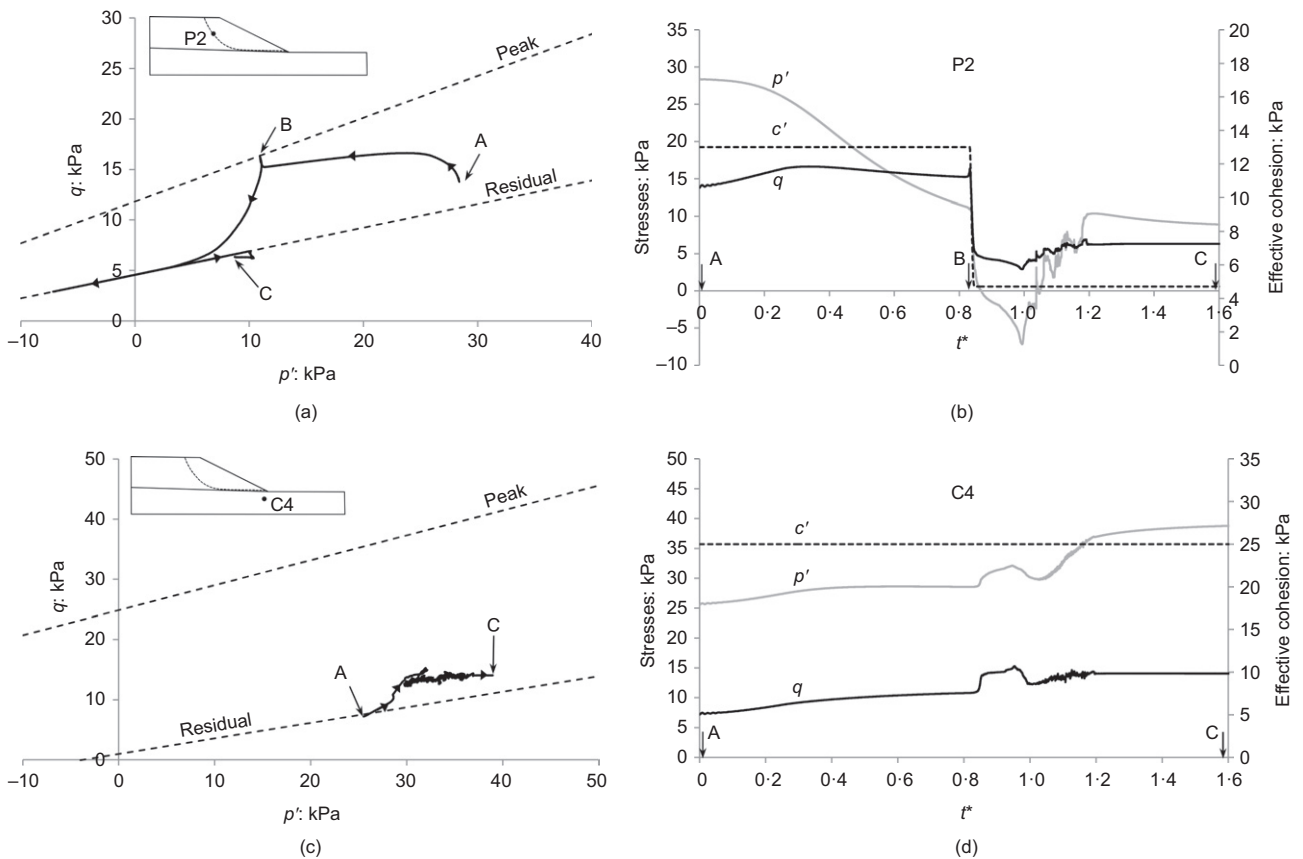 30
25
20
15
10
5
0
q: kPa
P2
Peak
Residual
A
B
C
–10
0
10
20
30
40
p′: kPa
(a)
35
30
25
20
15
10
5
0
–5
–10
Stresses: kPa
P2
p′
c′
q
A
B
C
0
0·2
0·4
0·6
0·8
1·0
1·2
1·4
1·6
t*
20
18
16
14
12
10
8
6
4
2
0
Effective cohesion: kPa
(b)
50
40
30
20
10
0
q: kPa
C4
Peak
Residual
A
C
–10
0
10
20
30
40
50
p′: kPa
(c)
50
45
40
35
30
25
20
15
10
5
0
Stresses: kPa
C4
c′
p′
q
A
C
0
0·2
0·4
0·6
0·8
1·0
1·2
1·4
1·6
t*
35
30
25
20
15
10
5
0
Effective cohesion: kPa
(d)